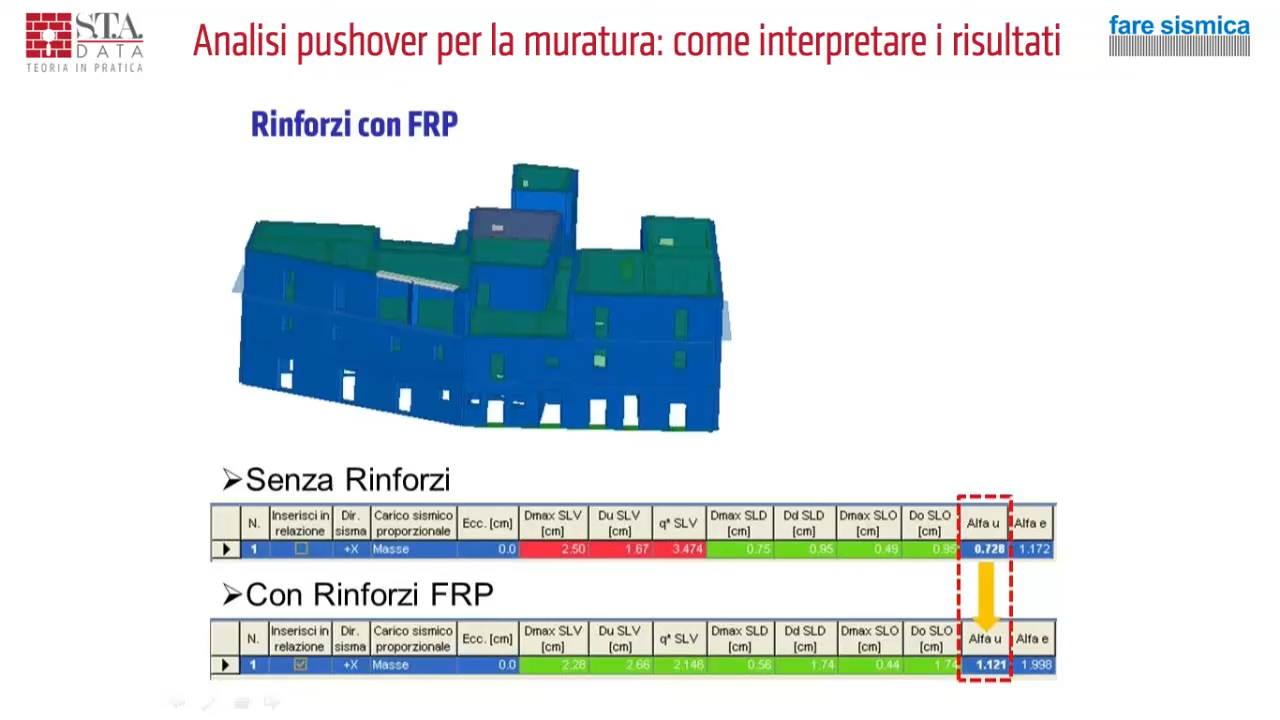 S.T.A.
DATA
TEORIA IN PRATICA
Analisi pushover per la muratura: come interpretare i risultati
fare sismica
Rinforzi con FRP
➢Senza Rinforzi
N. Inserisci in relazione Dir. sisma Carico sismico proporzionale Ecc. [cm] Dmax SLV [cm] Du SLV [cm] q* SLV Dmax SLD [cm] Dd SLD [cm] Dmax SLO [cm] Do SLO [cm] Alfa u Alfa e
1 +X Masse 0.0 2.50 1.67 3.474 0.75 0.95 0.49 0.95 0.728 1.172
➢Con Rinforzi FRP
N. Inserisci in relazione Dir. sisma Carico sismico proporzionale Ecc. [cm] Dmax SLV [cm] Du SLV [cm] q* SLV Dmax SLD [cm] Dd SLD [cm] Dmax SLO [cm] Do SLO [cm] Alfa u Alfa e
1 +X Masse 0.0 2.28 2.66 2.146 0.56 1.74 0.44 1.74 1.121 1.998